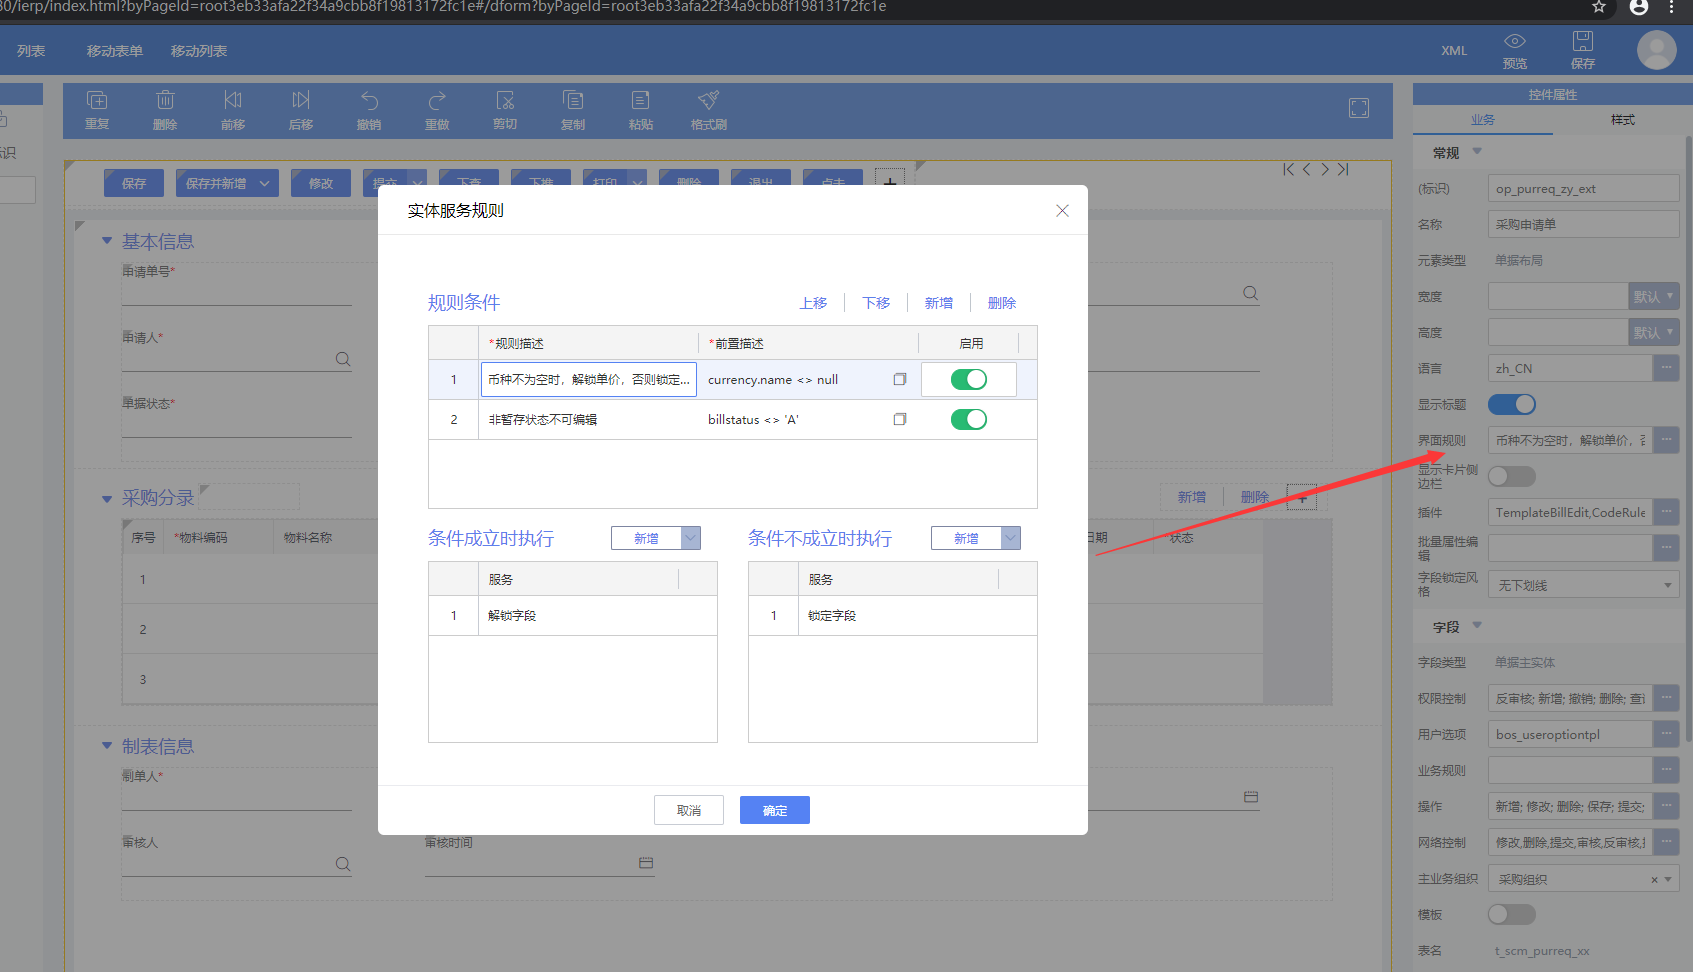 80/ierp/index.html?byPageId=root3eb33afa22f34a9cbb8f19813172fc1e#/dform?byPageId=root3eb33afa22f34a9cbb8f19813172fc1e
列表 移动表单 移动列表 XML 预览 保存
重复 删除 前移 后移 撤销 重做 剪切 复制 粘贴 格式刷
控件属性
业务 样式
识
保存 保存并新增 修改 提交 下查 下推 打印 删除 退出
基本信息
申请单号*
申请人*
单据状态*
采购分录
新增 删除
序号 *物料编码 物料名称 日期 状态
1
2
3
制表信息
制单人*
审核人 审核时间
实体服务规则
规则条件 上移 下移 新增 删除
*规则描述 *前置描述 启用
1 币种不为空时，解锁单价，否则锁定... currency.name <> null
2 非暂存状态不可编辑 billstatus <> 'A'
条件成立时执行 新增 条件不成立时执行 新增
服务 服务
1 解锁字段 1 锁定字段
取消 确定
常规
(标识) op_purreq_zy_ext
名称 采购申请单
元素类型 单据布局
宽度 默认
高度 默认
语言 zh_CN ...
显示标题
界面规则 币种不为空时，解锁单价， ...
显示卡片侧
边栏
插件 TemplateBillEdit,CodeRule ...
批量属性编
辑 ...
字段锁定风
格 无下划线
字段
字段类型 单据主实体
权限控制 反审核; 新增; 撤销; 删除; 查 ...
用户选项 bos_useroptiontpl ...
业务规则 ...
操作 新增; 修改; 删除; 保存; 提交; ...
网络控制 修改,删除,提交,审核,反审核, ...
主业务组织 采购组织 ×
模板
表名 t_scm_purreq_xx